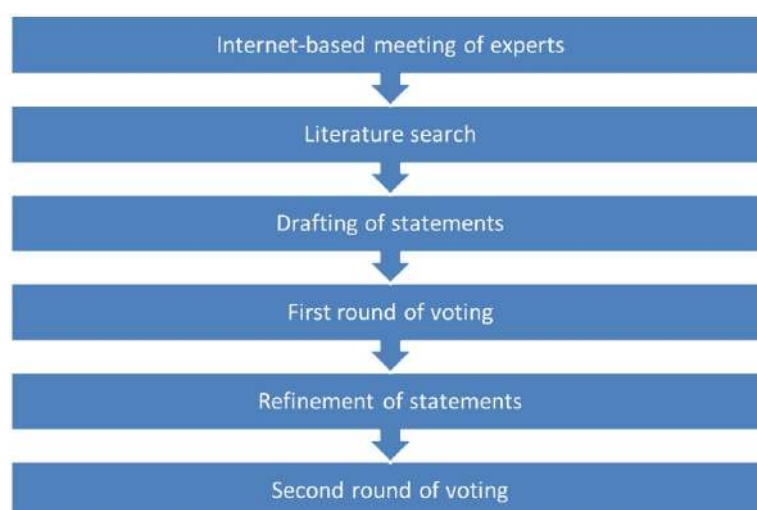 Internet-based meeting of experts
Literature search
Drafting of statements
First round of voting
Refinement of statements
Second round of voting